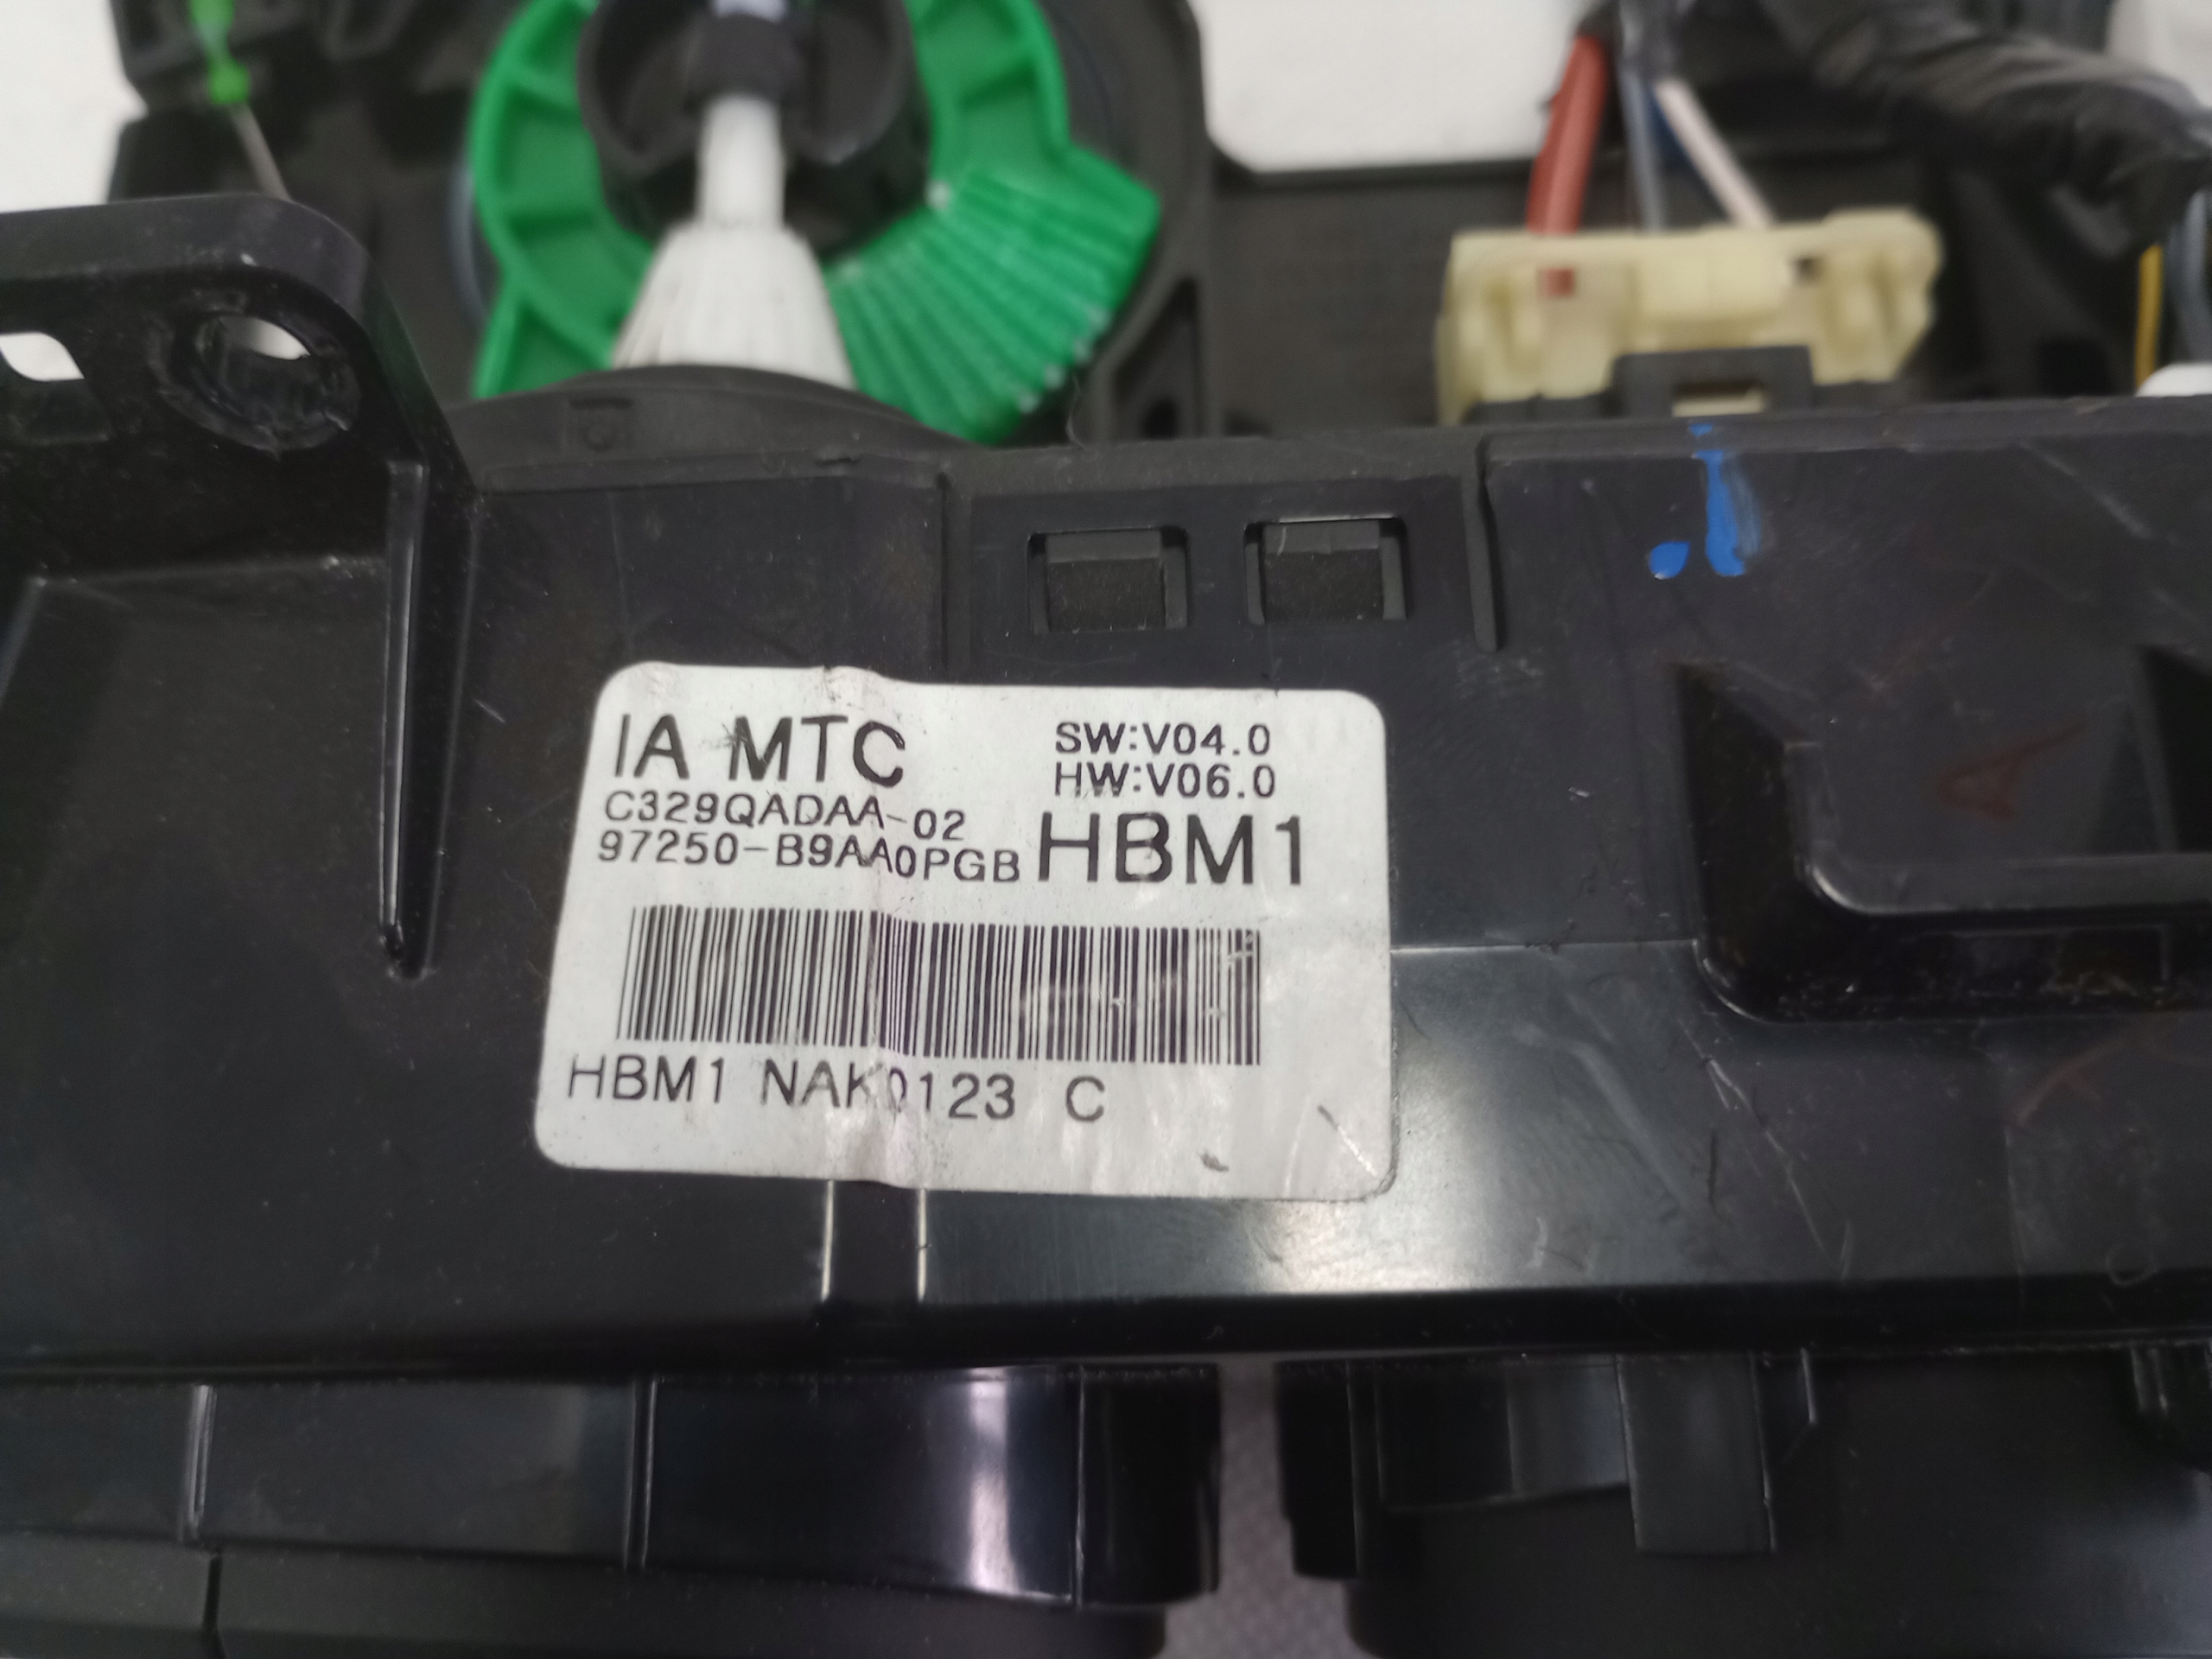 IA MTC
SW:V04.0
HW:V06.0
C329QADAA-02
97250-B9AA0PGB HBM1
HBM1 NAK0123 C